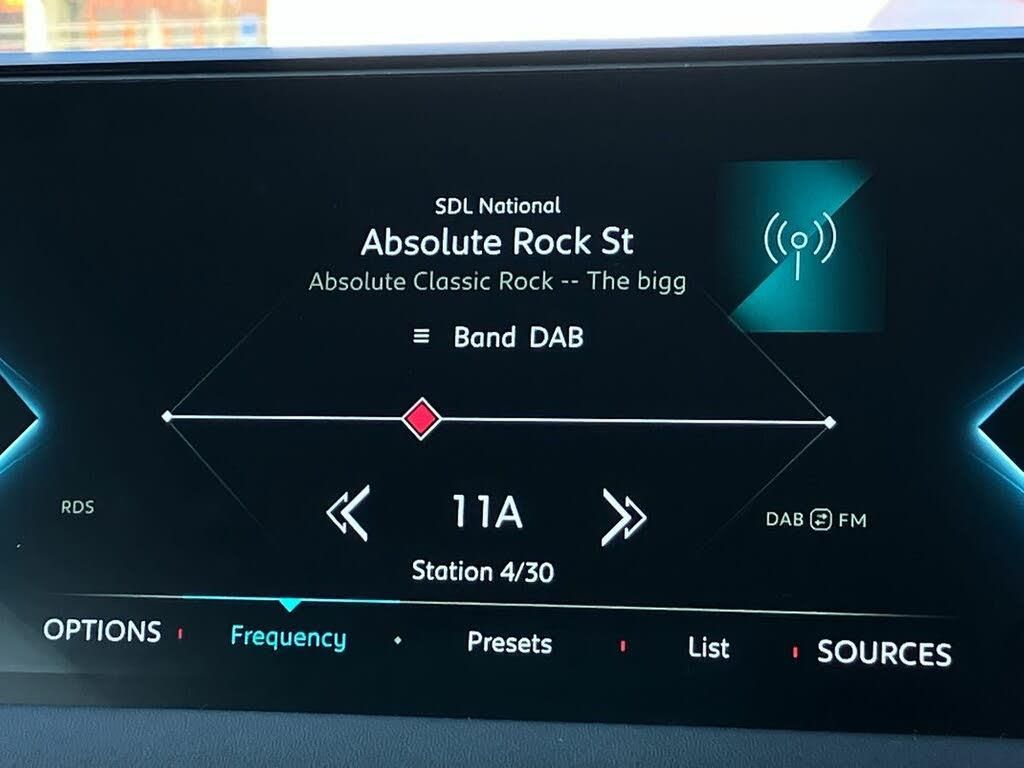 SDL National
Absolute Rock St
Absolute Classic Rock -- The bigg
Band DAB
RDS
11A
DAB FM
Station 4/30
OPTIONS Frequency Presets List SOURCES